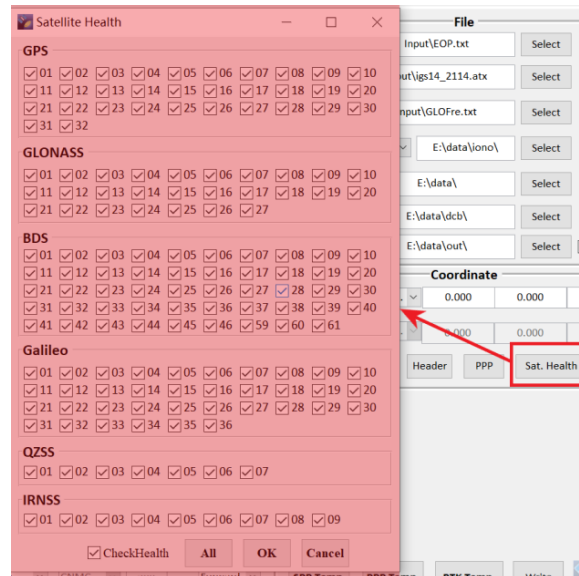 Satellite Health
GPS
01 02 03 04 05 06 07 08 09 10
11 12 13 14 15 16 17 18 19 20
21 22 23 24 25 26 27 28 29 30
31 32
GLONASS
01 02 03 04 05 06 07 08 09 10
11 12 13 14 15 16 17 18 19 20
21 22 23 24 25 26 27
BDS
01 02 03 04 05 06 07 08 09 10
11 12 13 14 15 16 17 18 19 20
21 22 23 24 25 26 27 28 29 30
31 32 33 34 35 36 37 38 39 40
41 42 43 44 45 46 59 60 61
Galileo
01 02 03 04 05 06 07 08 09 10
11 12 13 14 15 16 17 18 19 20
21 22 23 24 25 26 27 28 29 30
31 32 33 34 35 36
QZSS
01 02 03 04 05 06 07
IRNSS
01 02 03 04 05 06 07 08 09
CheckHealth All OK Cancel
File
Input\EOP.txt Select
ut\igs14_2114.atx Select
nput\GLOFre.txt Select
E:\data\iono\ Select
E:\data\ Select
E:\data\dcb\ Select
E:\data\out\ Select
Coordinate
0.000 0.000
0.000 0.000
Header PPP Sat. Health